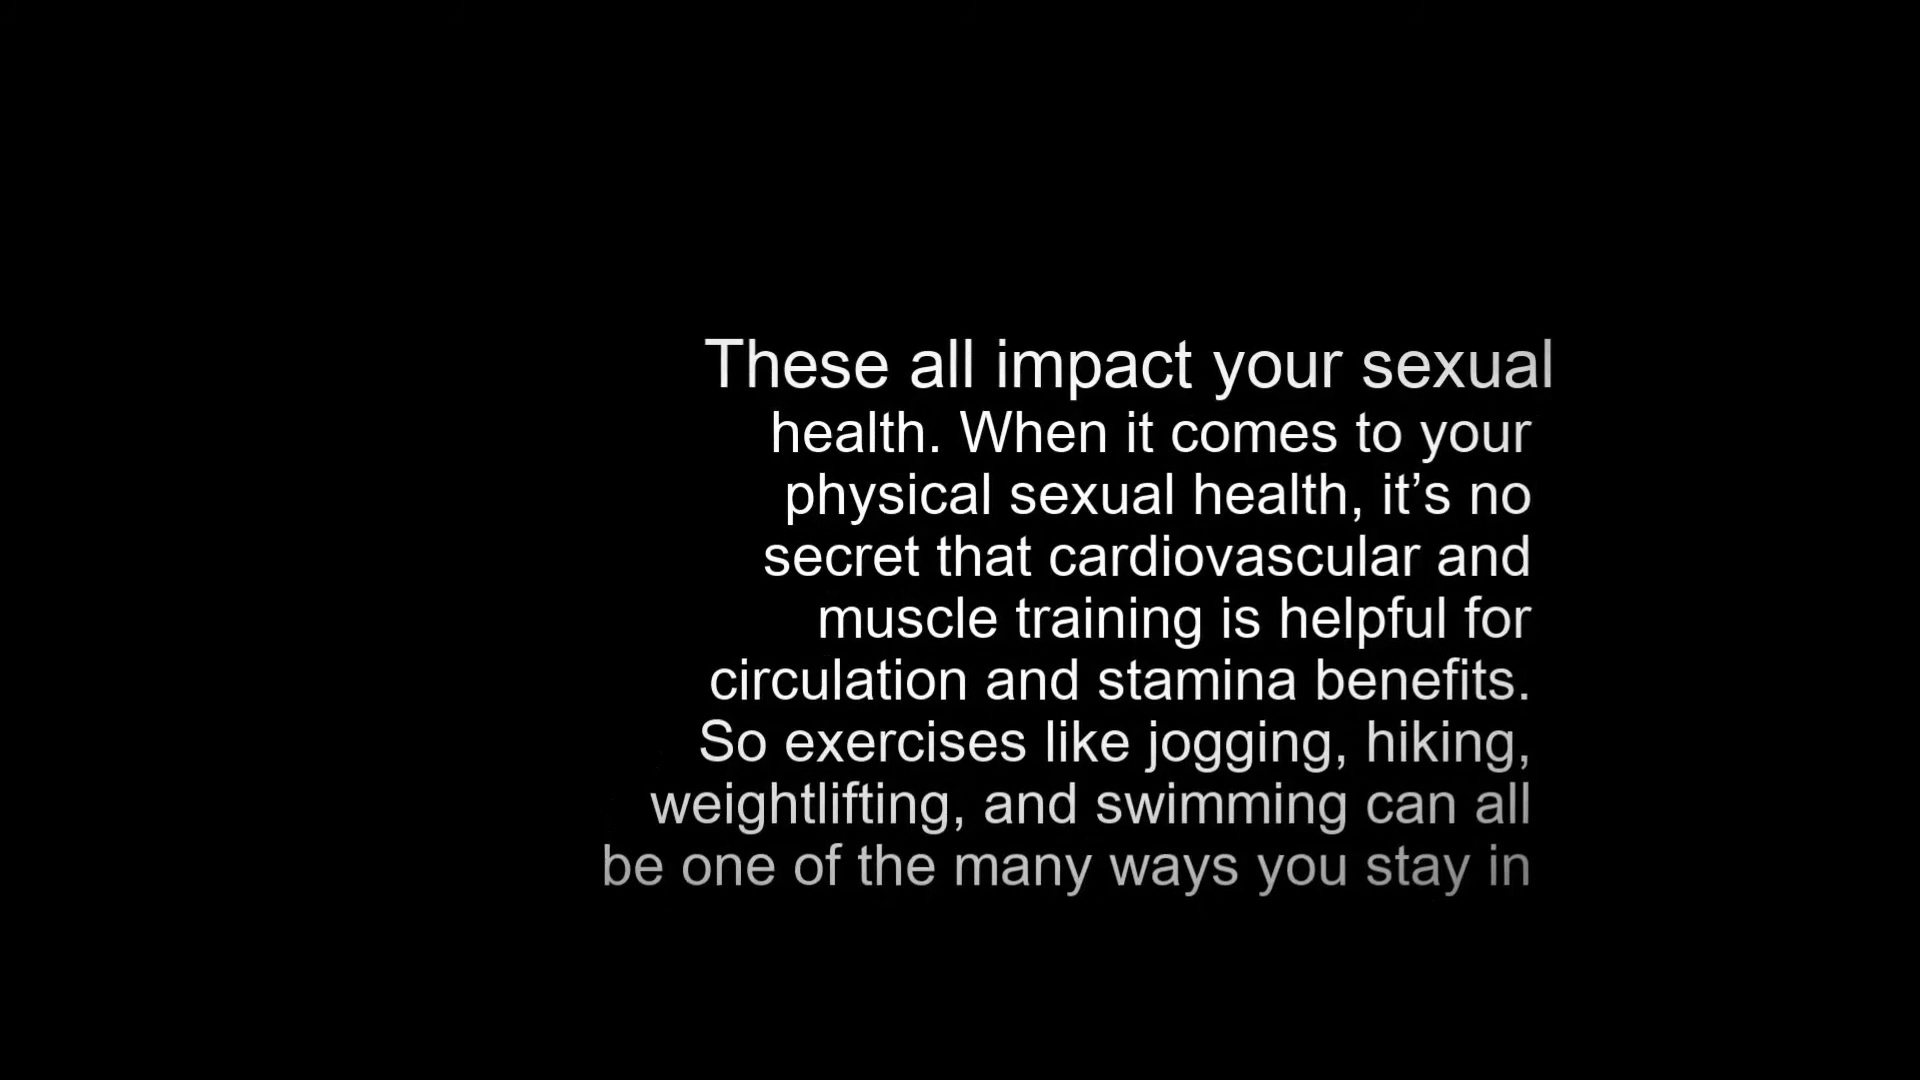 These all impact your sexual
health. When it comes to your
physical sexual health, it’s no
secret that cardiovascular and
muscle training is helpful for
circulation and stamina benefits.
So exercises like jogging, hiking,
weightlifting, and swimming can all
be one of the many ways you stay in